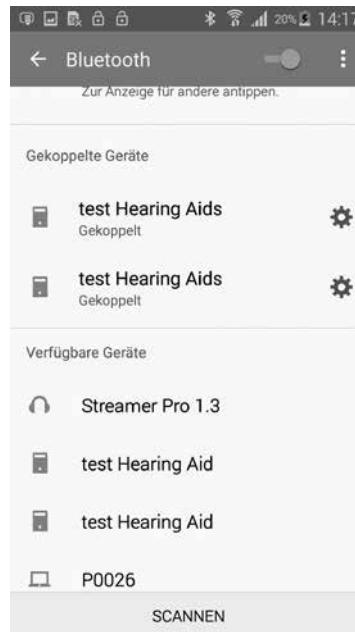 20% 14:17
Bluetooth
Zur Anzeige für andere antippen.
Gekoppelte Geräte
test Hearing Aids
Gekoppelt
test Hearing Aids
Gekoppelt
Verfügbare Geräte
Streamer Pro 1.3
test Hearing Aid
test Hearing Aid
P0026
SCANNEN